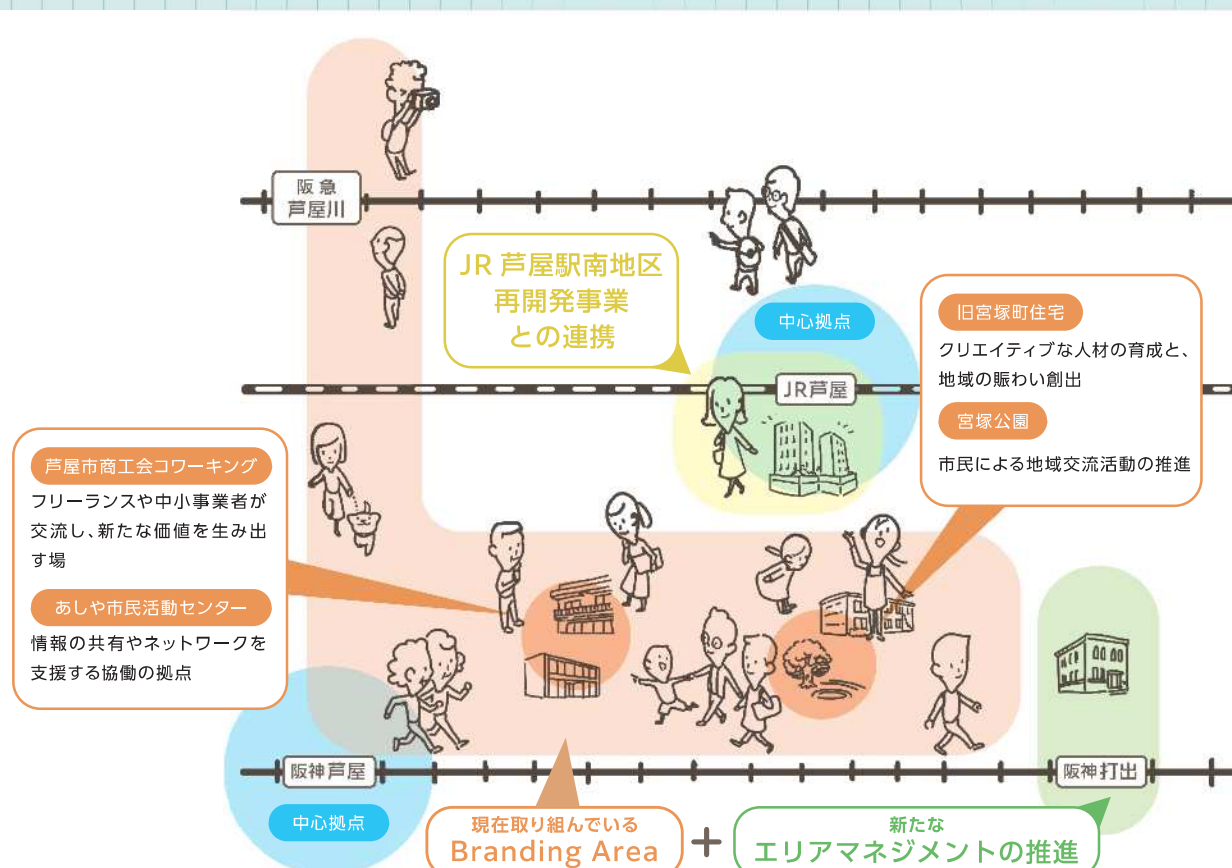 阪急
芦屋川
JR 芦屋駅南地区
再開発事業
との連携
中心拠点
JR芦屋
旧宮塚町住宅
クリエイティブな人材の育成と、
地域の賑わい創出
宮塚公園
市民による地域交流活動の推進
芦屋市商工会コワーキング
フリーランスや中小事業者が
交流し、新たな価値を生み出
す場
あしや市民活動センター
情報の共有やネットワークを
支援する協働の拠点
阪神芦屋
中心拠点
阪神打出
現在取り組んでいる
Branding Area
+
新たな
エリアマネジメントの推進